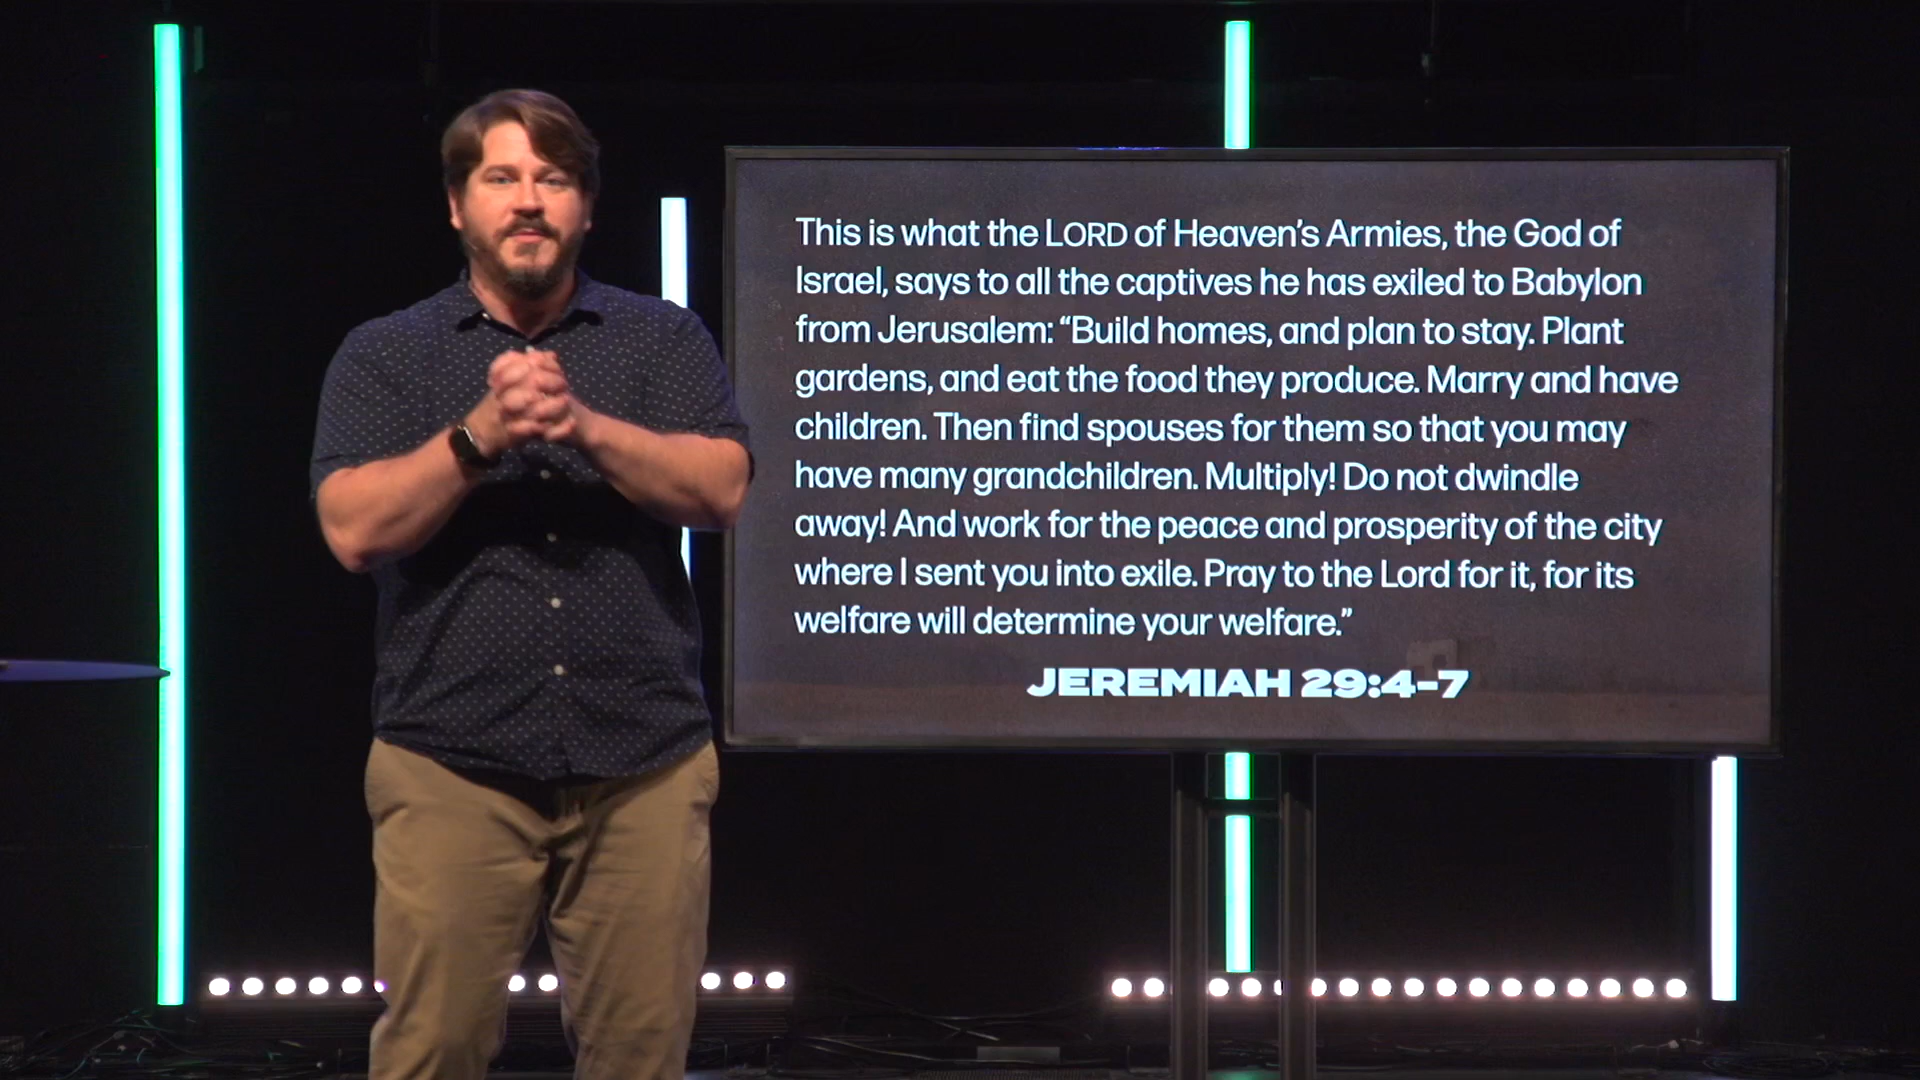 This is what the LORD of Heaven’s Armies, the God of
Israel, says to all the captives he has exiled to Babylon
from Jerusalem: “Build homes, and plan to stay. Plant
gardens, and eat the food they produce. Marry and have
children. Then find spouses for them so that you may
have many grandchildren. Multiply! Do not dwindle
away! And work for the peace and prosperity of the city
where I sent you into exile. Pray to the Lord for it, for its
welfare will determine your welfare.”
JEREMIAH 29:4-7